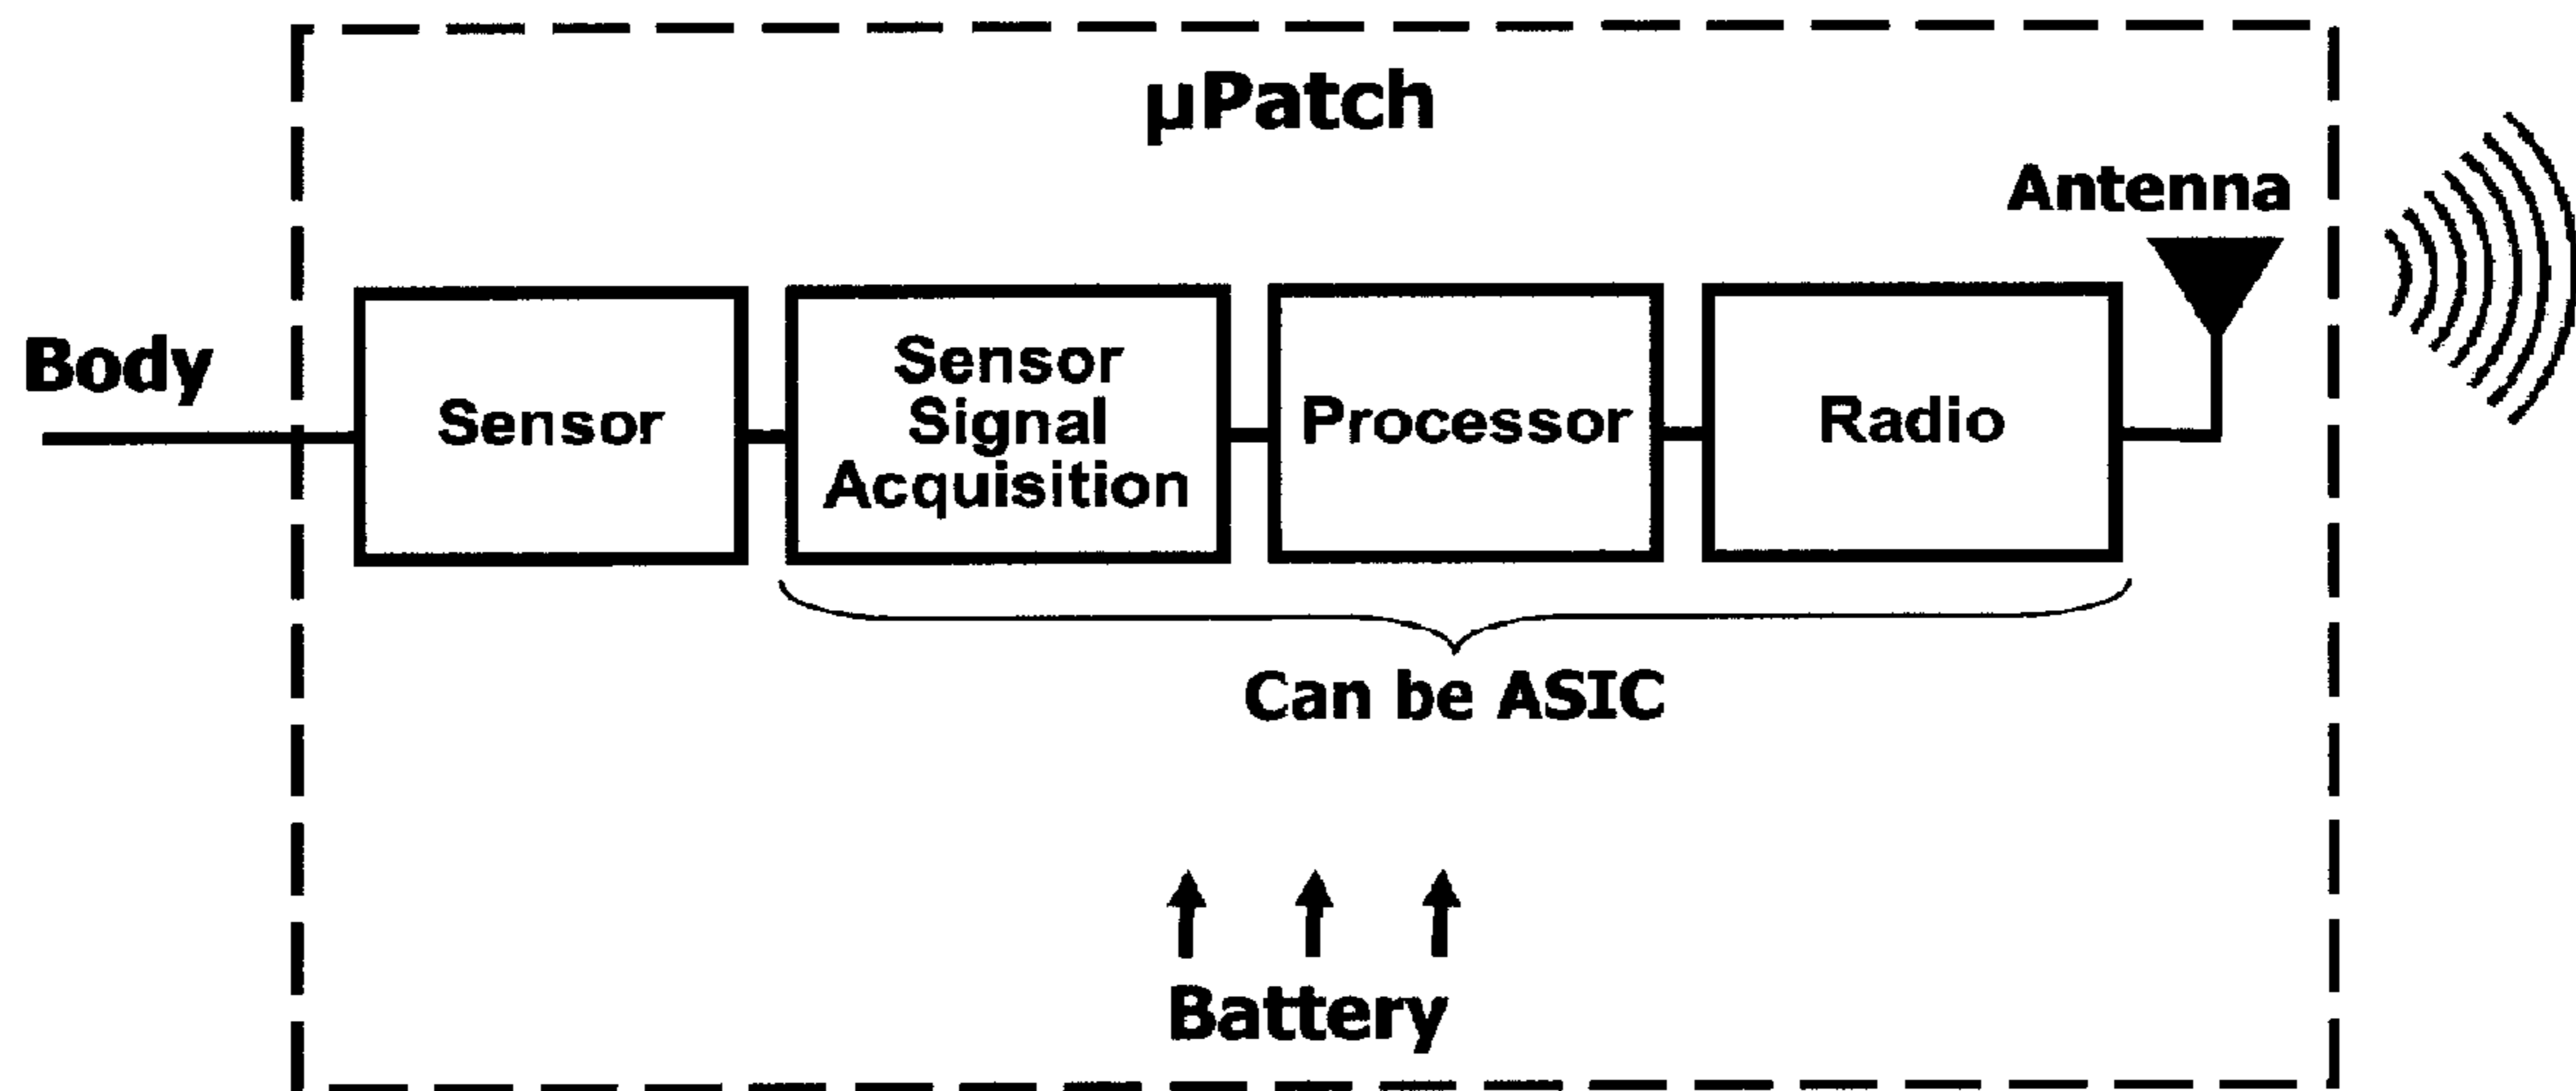 µPatch
Antenna
Body
Sensor
Sensor
Signal
Acquisition
Processor
Radio
Can be ASIC
Battery